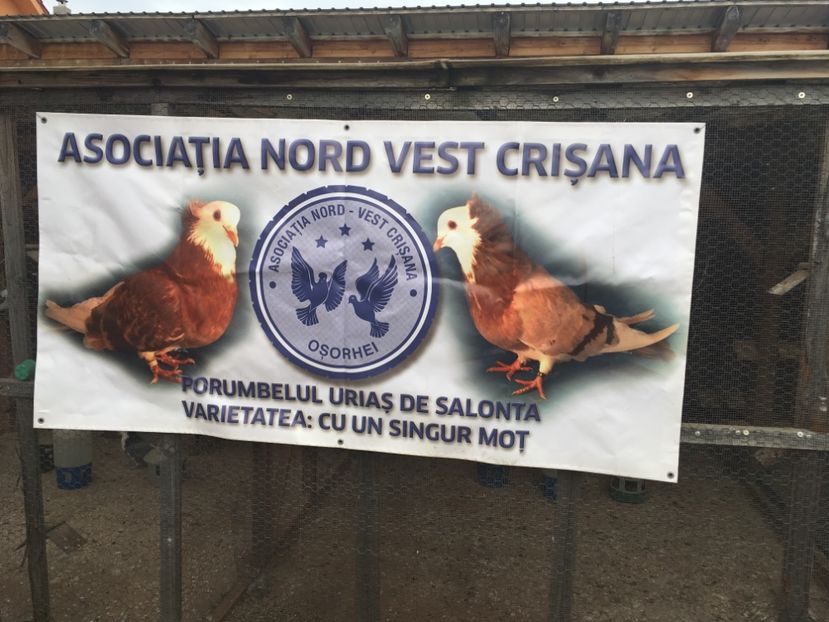 ASOCIAȚIA NORD VEST CRIȘANA
ASOCIAȚIA NORD - VEST CRIȘANA
OȘORHEI
PORUMBELUL URIAȘ DE SALONTA
VARIETATEA: CU UN SINGUR MOȚ